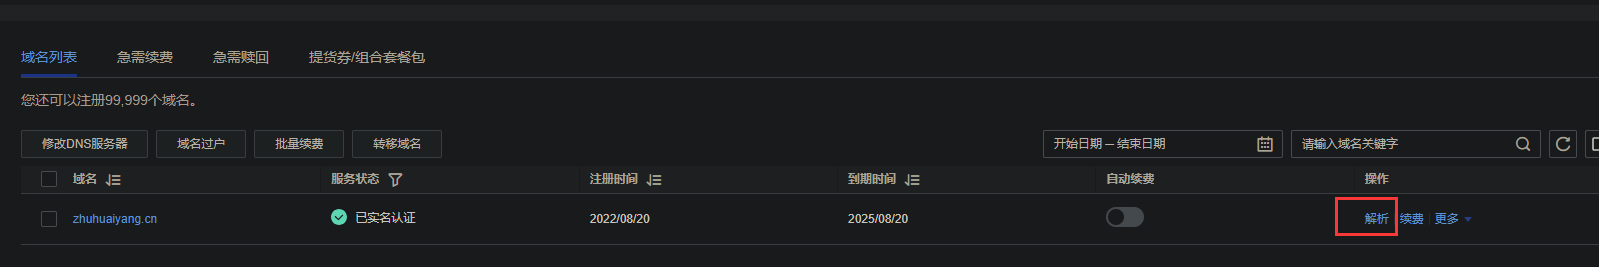 域名列表 急需续费 急需赎回 提货券/组合套餐包
您还可以注册99,999个域名。
修改DNS服务器 域名过户 批量续费 转移域名 开始日期 – 结束日期 请输入域名关键字
域名 服务状态 注册时间 到期时间 自动续费 操作
zhuhuaiyang.cn 已实名认证 2022/08/20 2025/08/20 解析 续费 更多